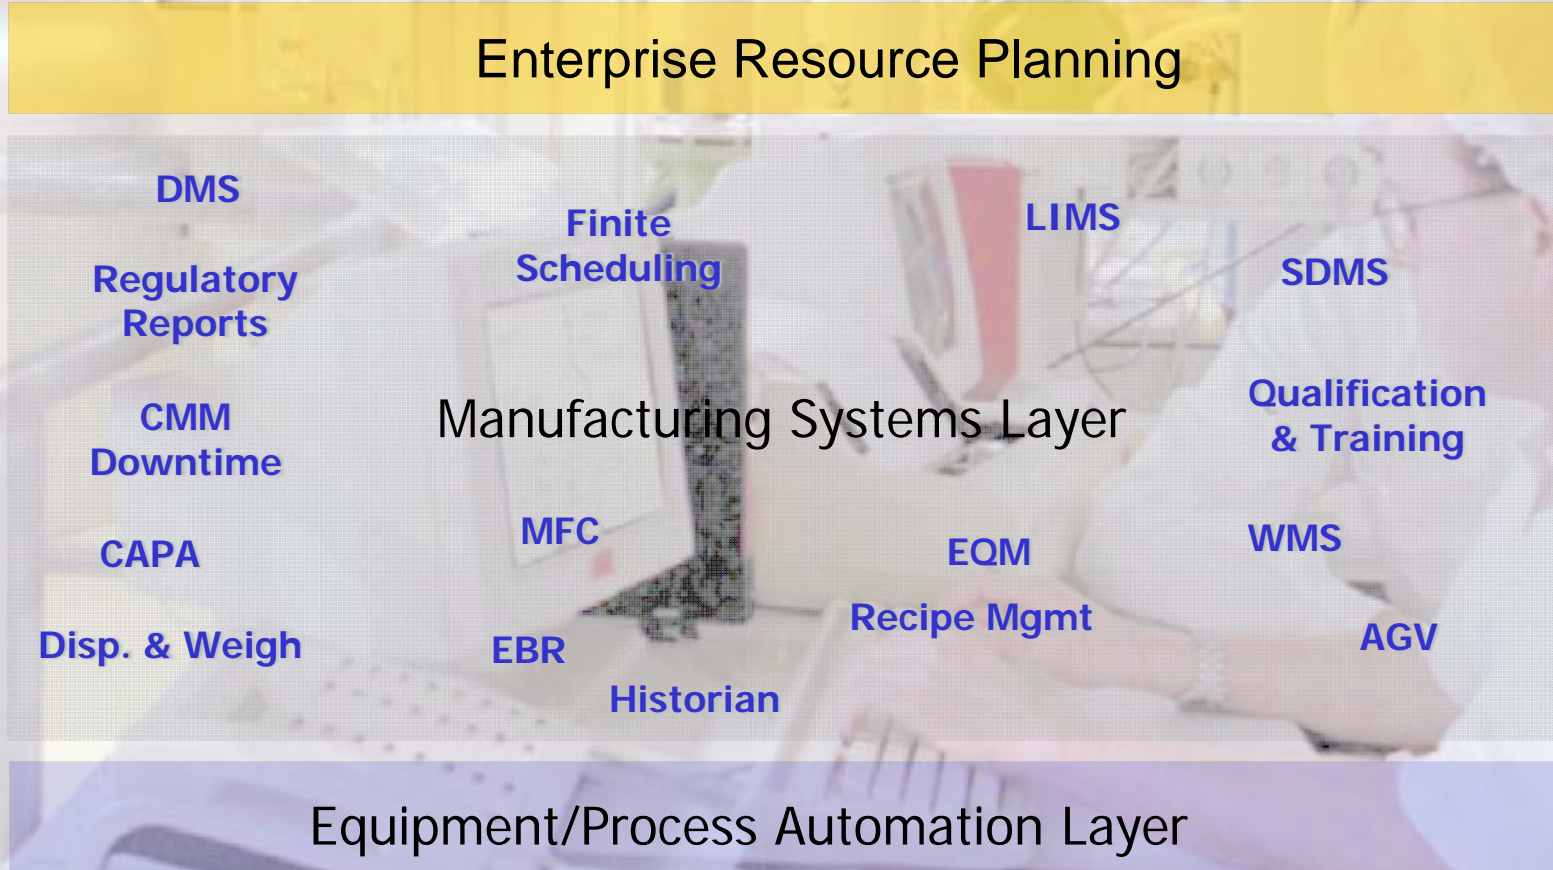 Enterprise Resource Planning
DMS
Finite
Scheduling
LIMS
SDMS
Regulatory
Reports
CMM
Downtime
Manufacturing Systems Layer
Qualification
& Training
CAPA
MFC
EQM
WMS
Disp. & Weigh
EBR
Recipe Mgmt
AGV
Historian
Equipment/Process Automation Layer